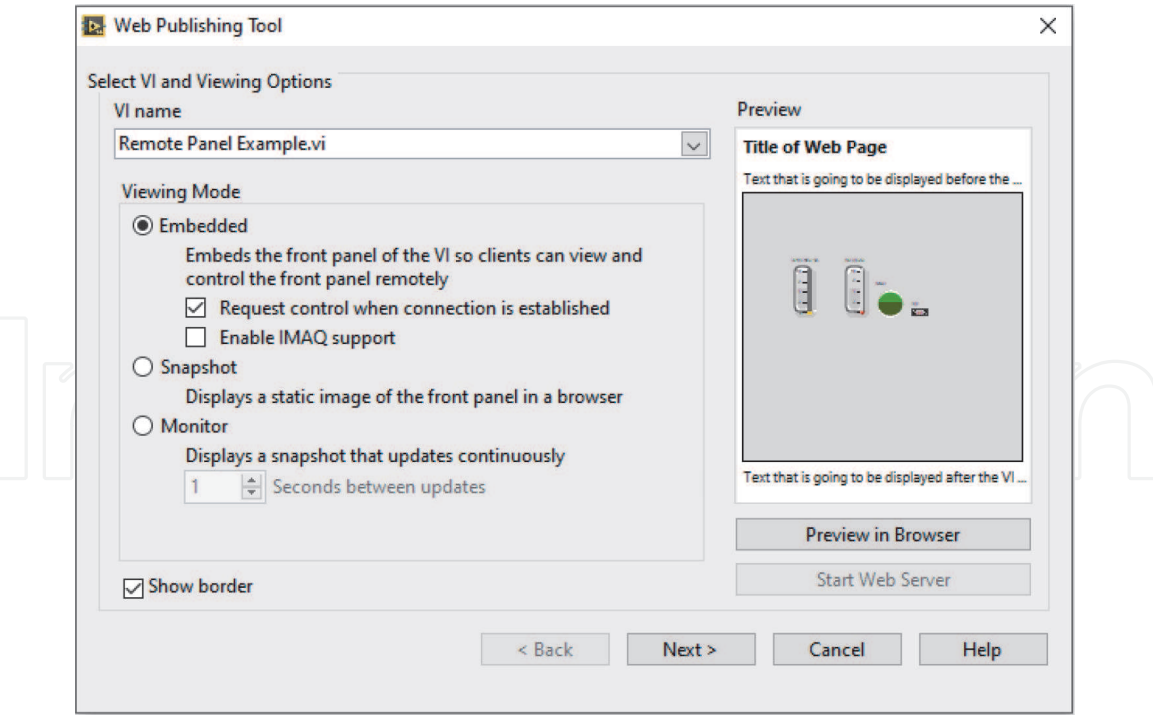 Web Publishing Tool
Select VI and Viewing Options
VI name
Remote Panel Example.vi
Viewing Mode
Embedded
Embeds the front panel of the VI so clients can view and
control the front panel remotely
Request control when connection is established
Enable IMAQ support
Snapshot
Displays a static image of the front panel in a browser
Monitor
Displays a snapshot that updates continuously
1 Seconds between updates
Show border
Preview
Title of Web Page
Text that is going to be displayed before the ...
Text that is going to be displayed after the VI ...
Preview in Browser
Start Web Server
< Back Next > Cancel Help